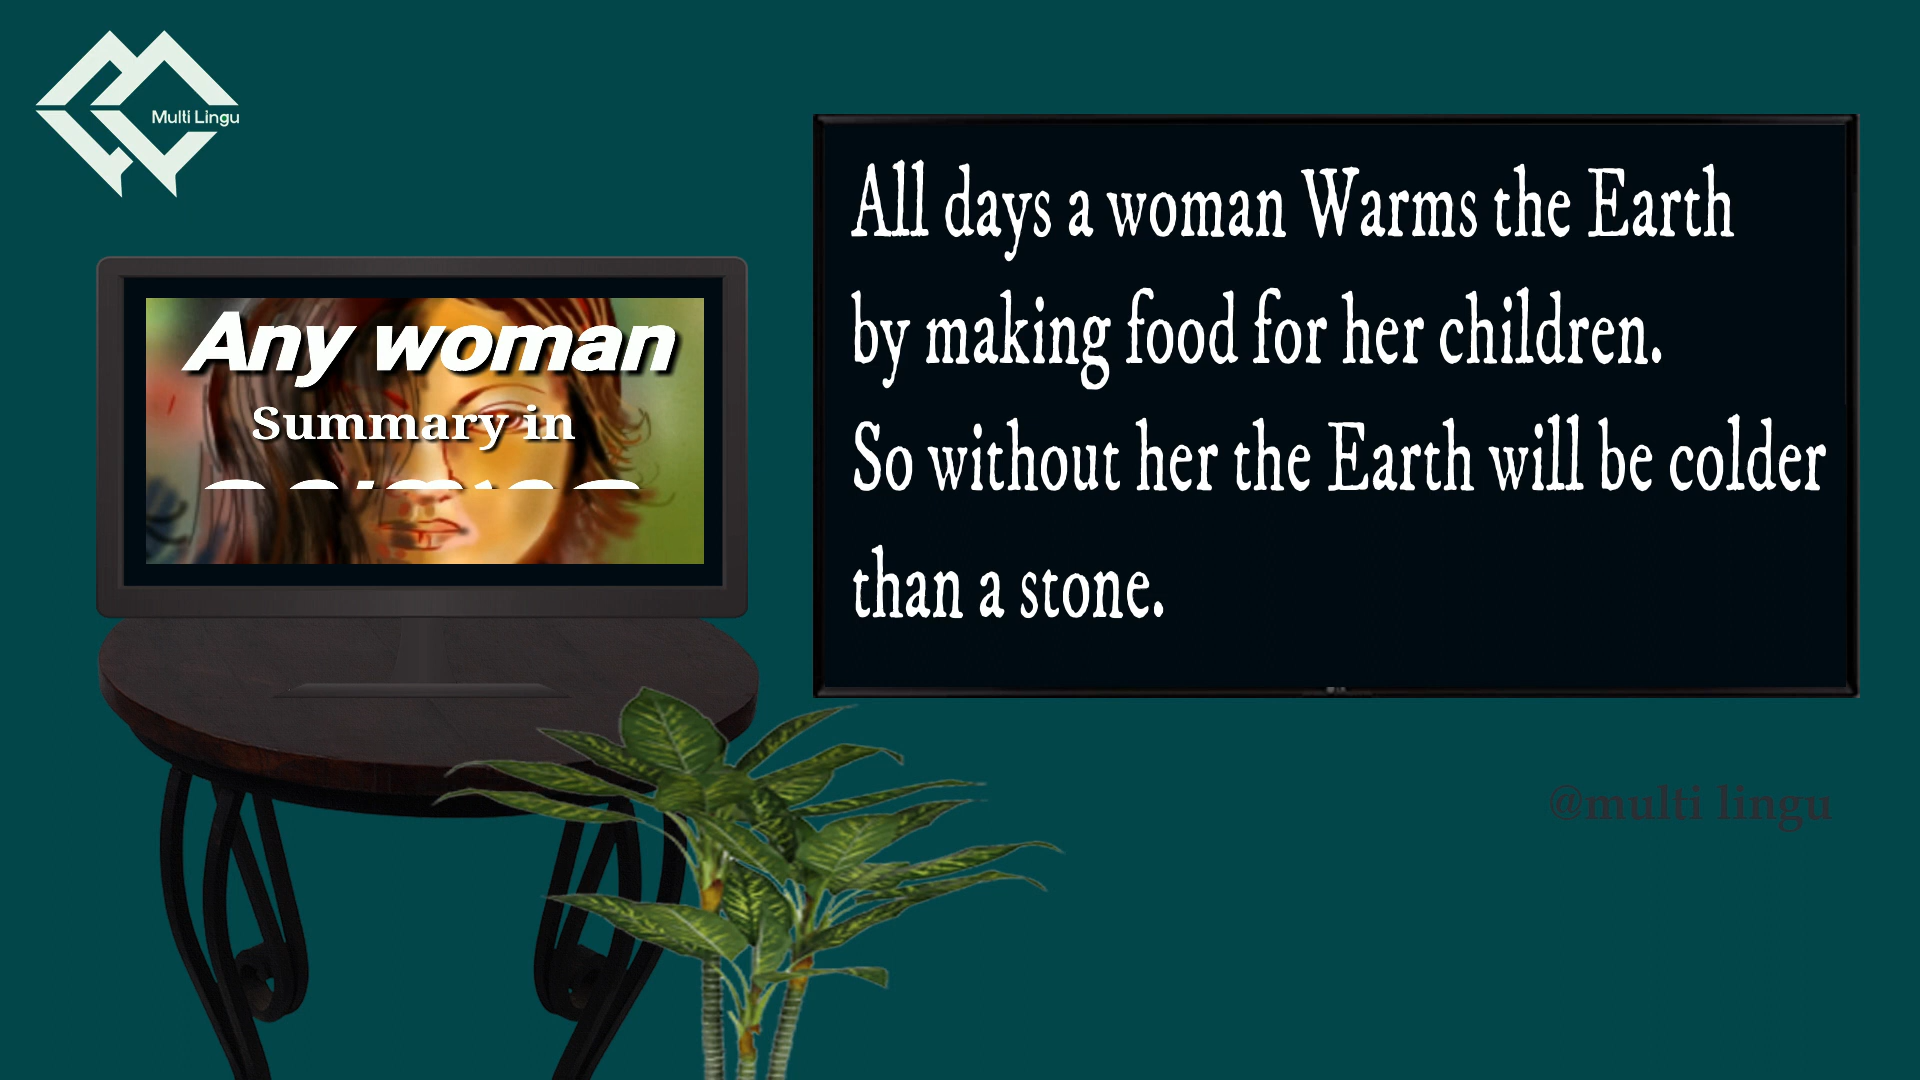 Multi Lingu
Any woman
Summary in
All days a woman Warms the Earth
by making food for her children.
So without her the Earth will be colder
than a stone.
@multi lingu